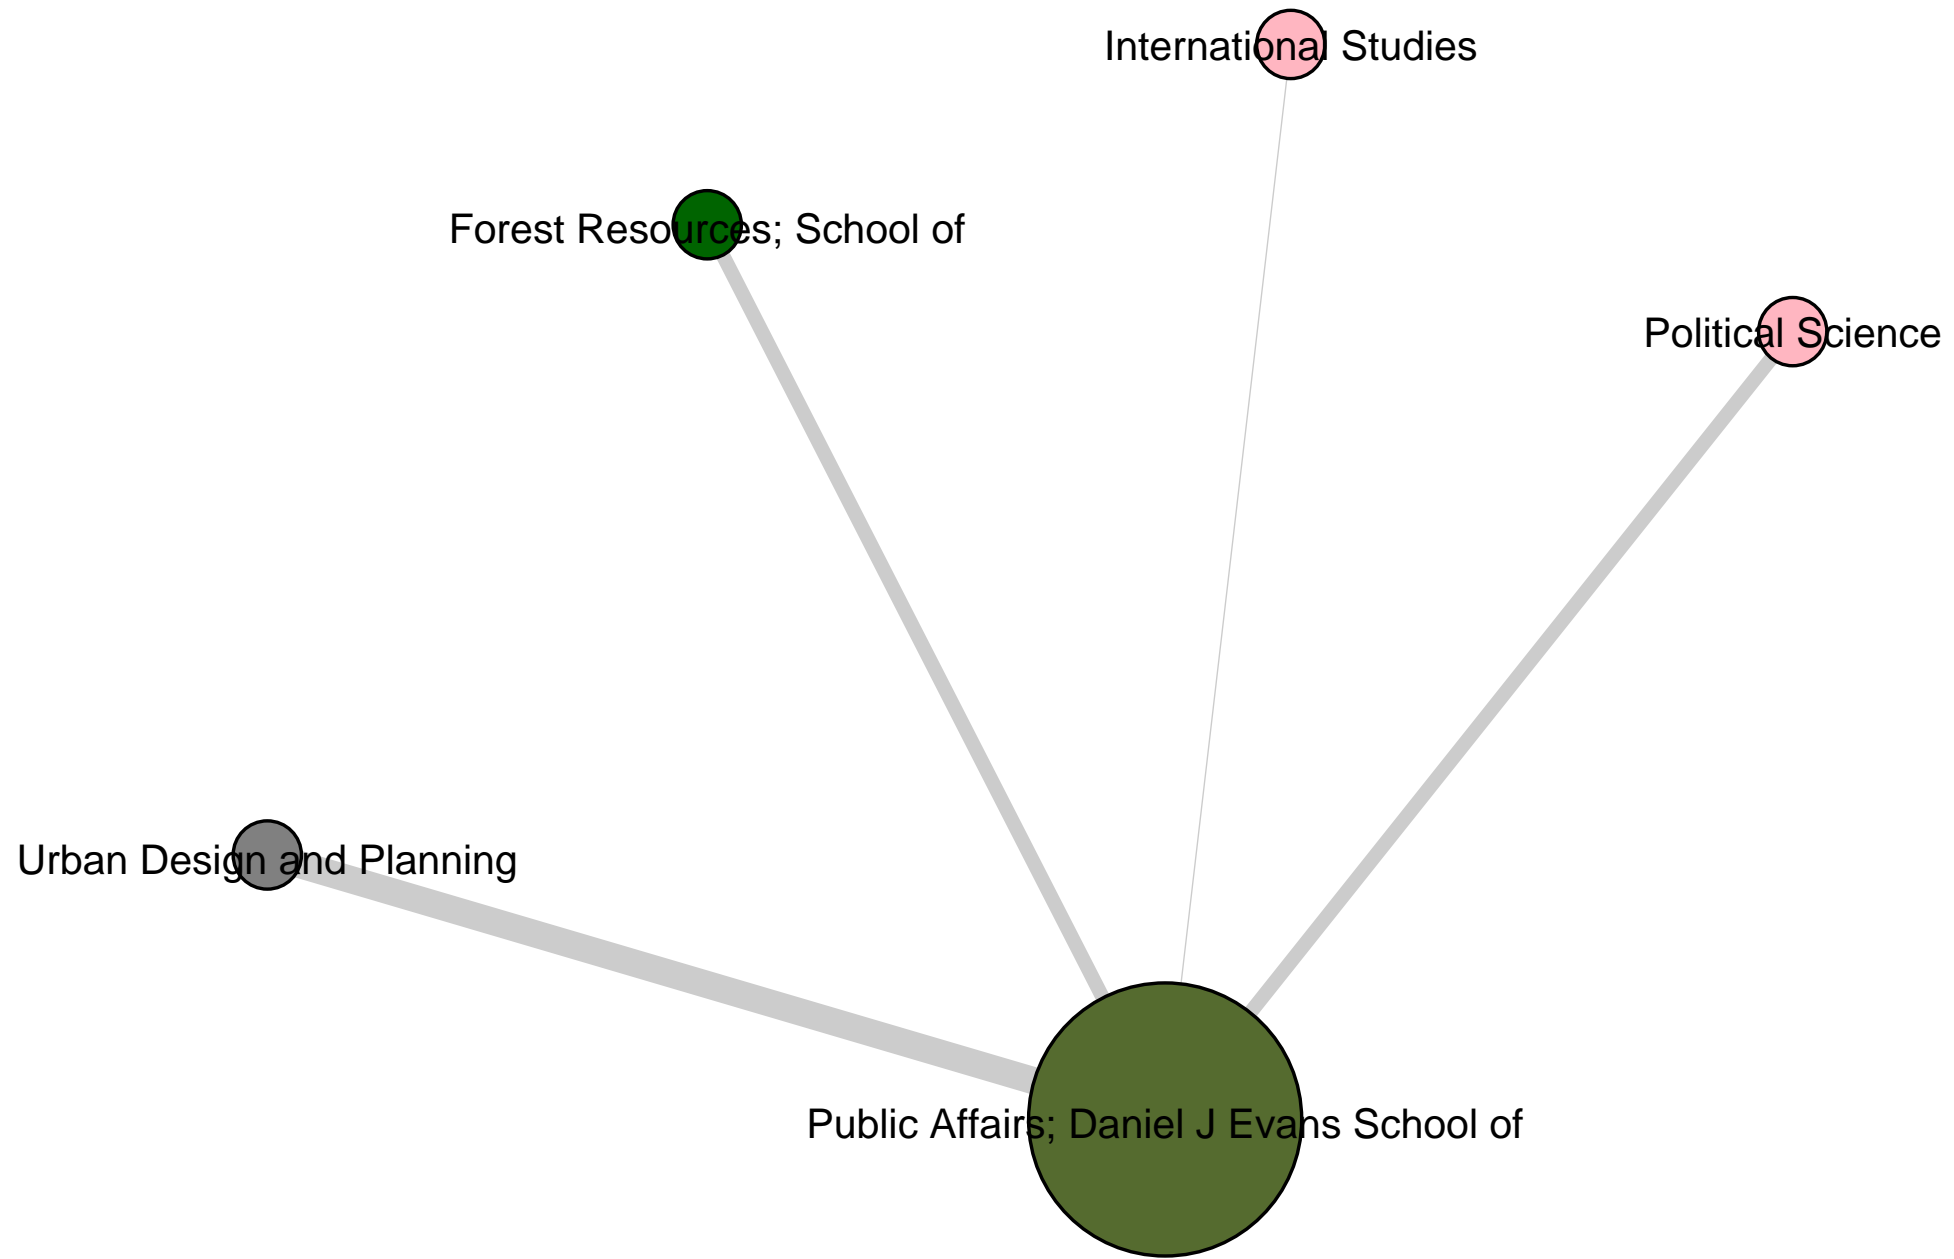 International Studies
Forest Resources; School of
Political Science
Urban Design and Planning
Public Affairs; Daniel J Evans School of